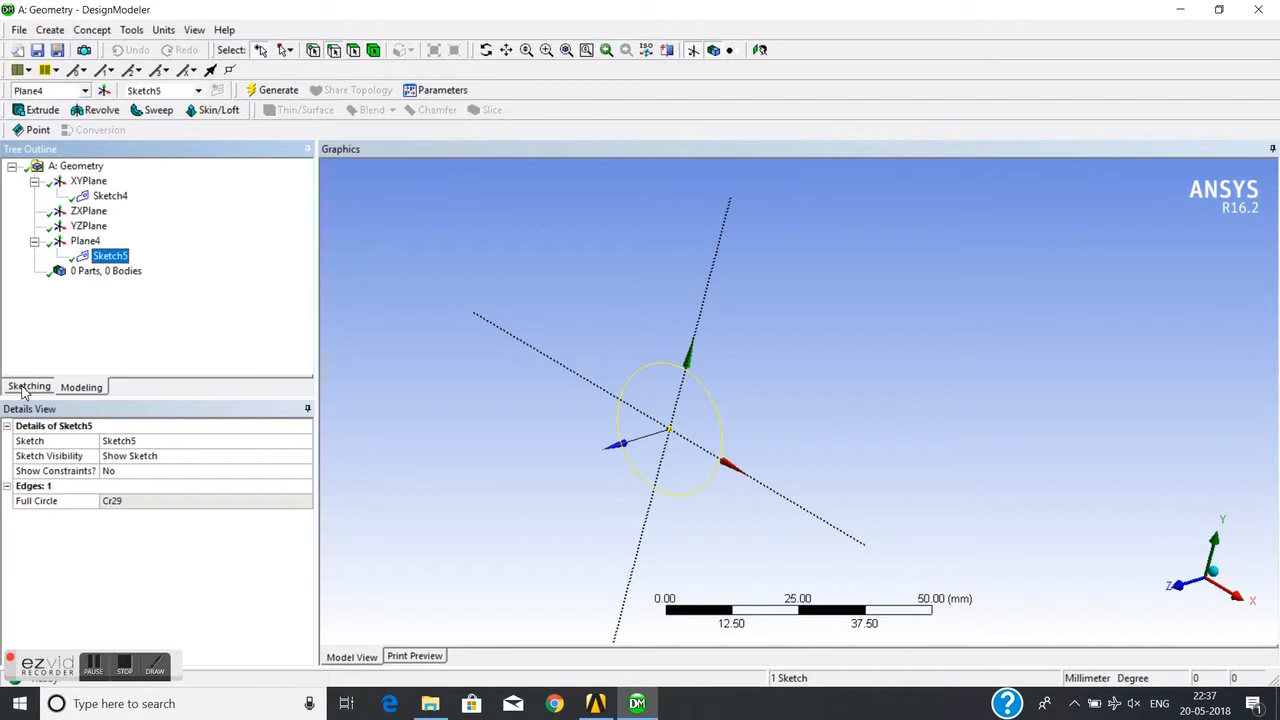 A: Geometry - DesignModeler
File Create Concept Tools Units View Help
Undo Redo Select:
Plane4 Sketch5 Generate Share Topology Parameters
Extrude Revolve Sweep Skin/Loft Thin/Surface Blend Chamfer Slice
Point Conversion
Tree Outline
Graphics
A: Geometry
XYPlane
Sketch4
ZXPlane
YZPlane
Plane4
Sketch5
0 Parts, 0 Bodies
Sketching Modeling
Details View
Details of Sketch5
Sketch Sketch5
Sketch Visibility Show Sketch
Show Constraints? No
Edges: 1
Full Circle Cr29
ANSYS
R16.2
Y
Z
X
0.00 25.00 50.00 (mm)
12.50 37.50
Model View Print Preview
ezvid
RECORDER
PAUSE STOP DRAW
1 Sketch Millimeter Degree 0 0
Type here to search
ENG
22:37
20-05-2018